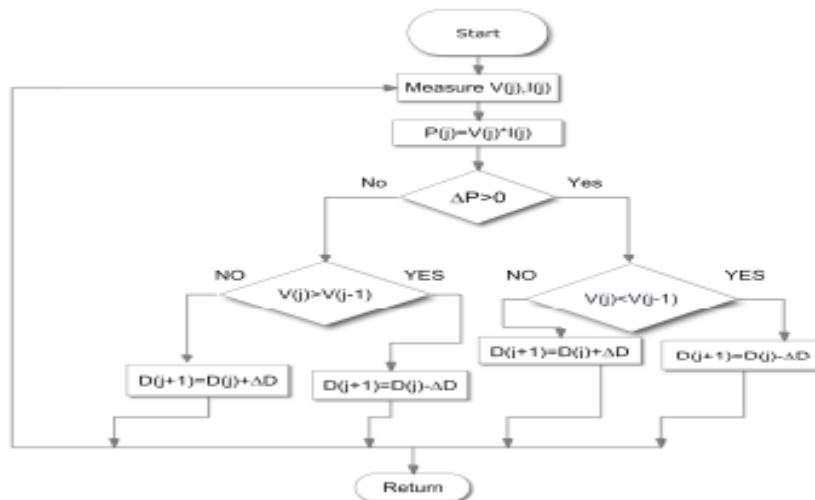 Start
Measure V(j),I(j)
P(j)=V(j)*I(j)
No
Yes
ΔP>0
NO
YES
NO
YES
V(j)>V(j-1)
V(j)<V(j-1)
D(j+1)=D(j)+ΔD
D(j+1)=D(j)-ΔD
D(j+1)=D(j)+ΔD
D(j+1)=D(j)-ΔD
Return